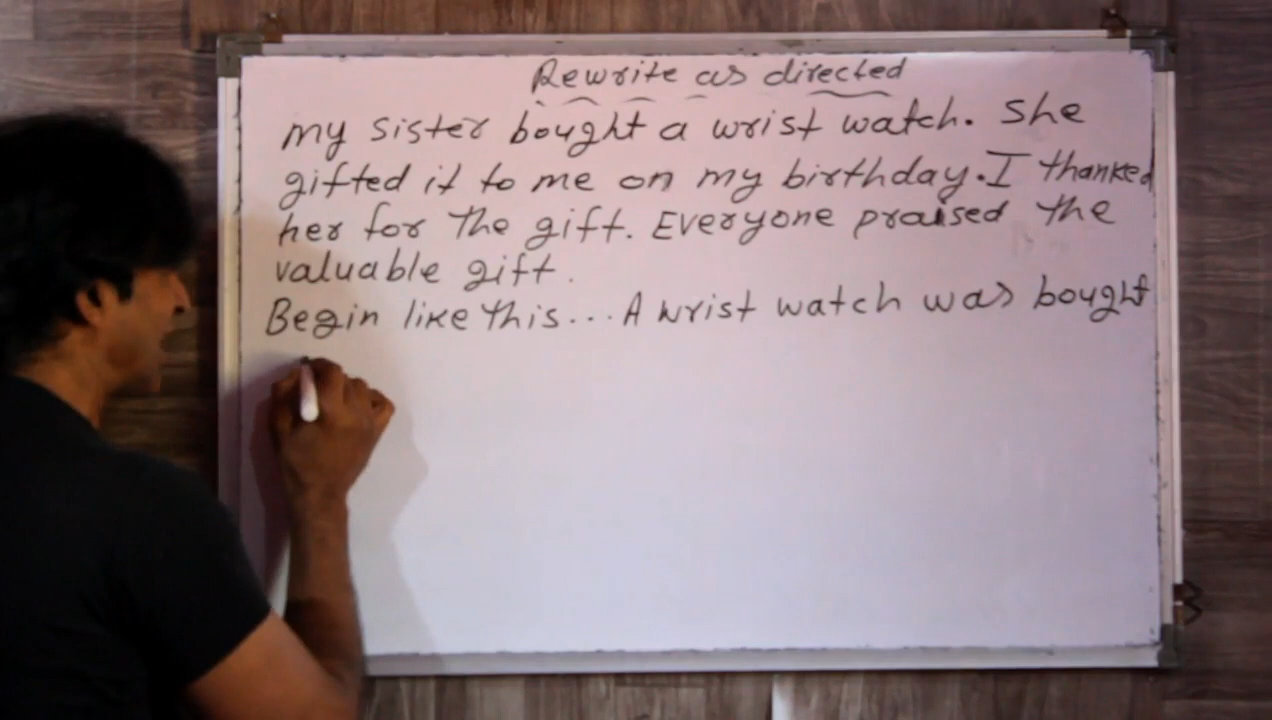 Rewrite as directed
my sister bought a wrist watch. She
gifted it to me on my birthday. I thanked
her for the gift. Everyone praised the
valuable gift.
Begin like this... A wrist watch was bought